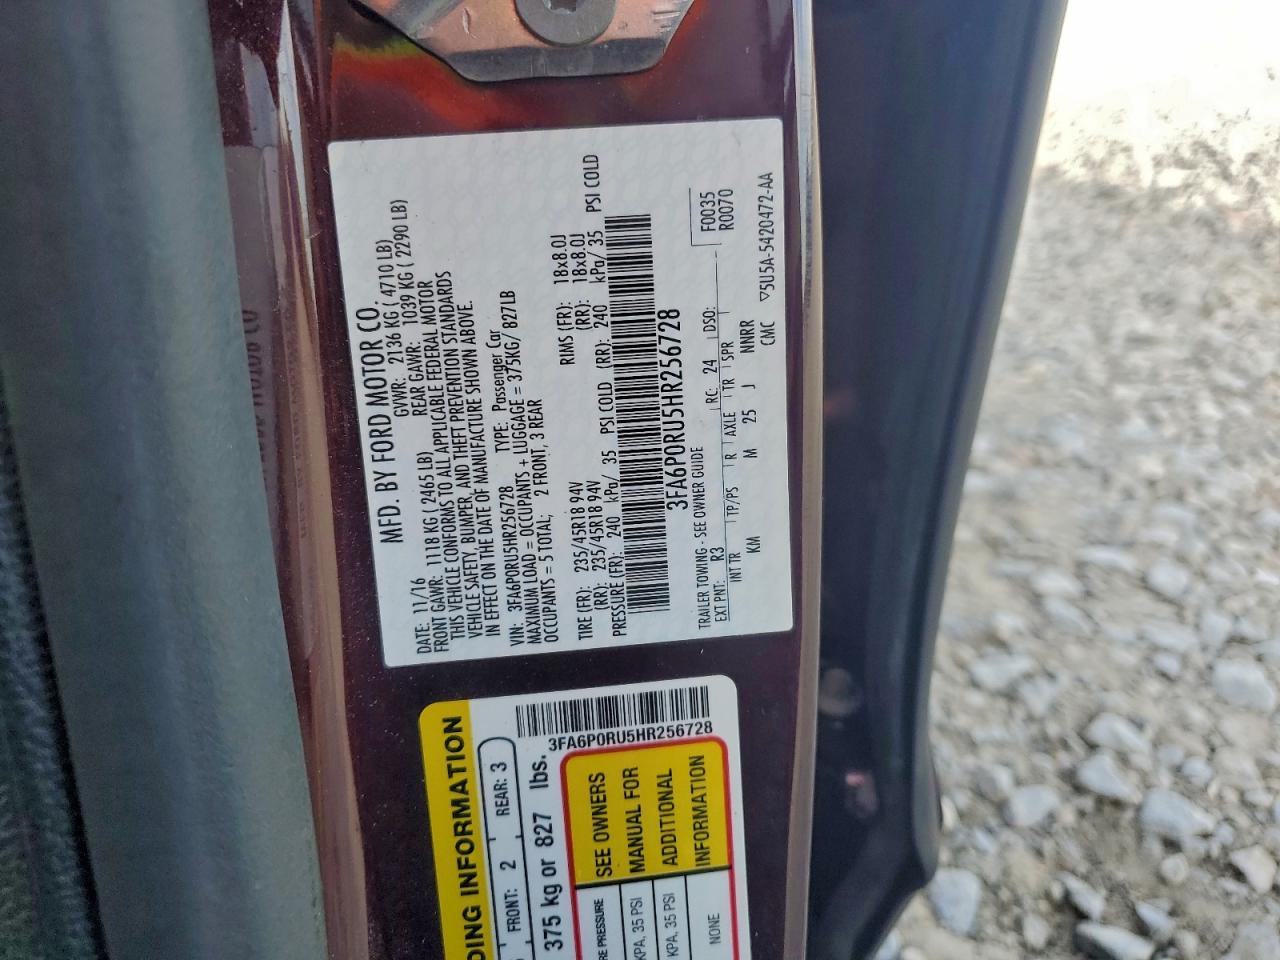 MFD. BY FORD MOTOR CO.
DATE: 11/16 GVWR: 2136 KG ( 4710 LB)
FRONT GAWR: 1118 KG ( 2465 LB) REAR GAWR: 1039 KG ( 2290 LB)
THIS VEHICLE CONFORMS TO ALL APPLICABLE FEDERAL MOTOR
VEHICLE SAFETY, BUMPER, AND THEFT PREVENTION STANDARDS
IN EFFECT ON THE DATE OF MANUFACTURE SHOWN ABOVE.
VIN: 3FA6P0RU5HR256728 TYPE: Passenger Car
MAXIMUM LOAD = OCCUPANTS + LUGGAGE = 375KG/ 827LB
OCCUPANTS = 5 TOTAL, 2 FRONT, 3 REAR
TIRE (FR): 235/45R18 94V RIMS (FR): 18x8.0J
(RR): 235/45R18 94V (RR): 18x8.0J
PRESSURE (FR): 240 kPa/ 35 PSI COLD (RR): 240 kPa/ 35 PSI COLD
3FA6P0RU5HR256728
TRAILER TOWING - SEE OWNER GUIDE
F0035
R0070
EXT PNT: R3 RC: 24 DSO:
INT TR TP/PS R AXLE TR SPR
KM M 25 J NNRR
CMC ▽5U5A-5420472-AA
DING INFORMATION
FRONT: 2 REAR: 3
3FA6P0RU5HR256728
375 kg or 827 lbs.
RE PRESSURE
KPA, 35 PSI
KPA, 35 PSI
NONE
SEE OWNERS
MANUAL FOR
ADDITIONAL
INFORMATION